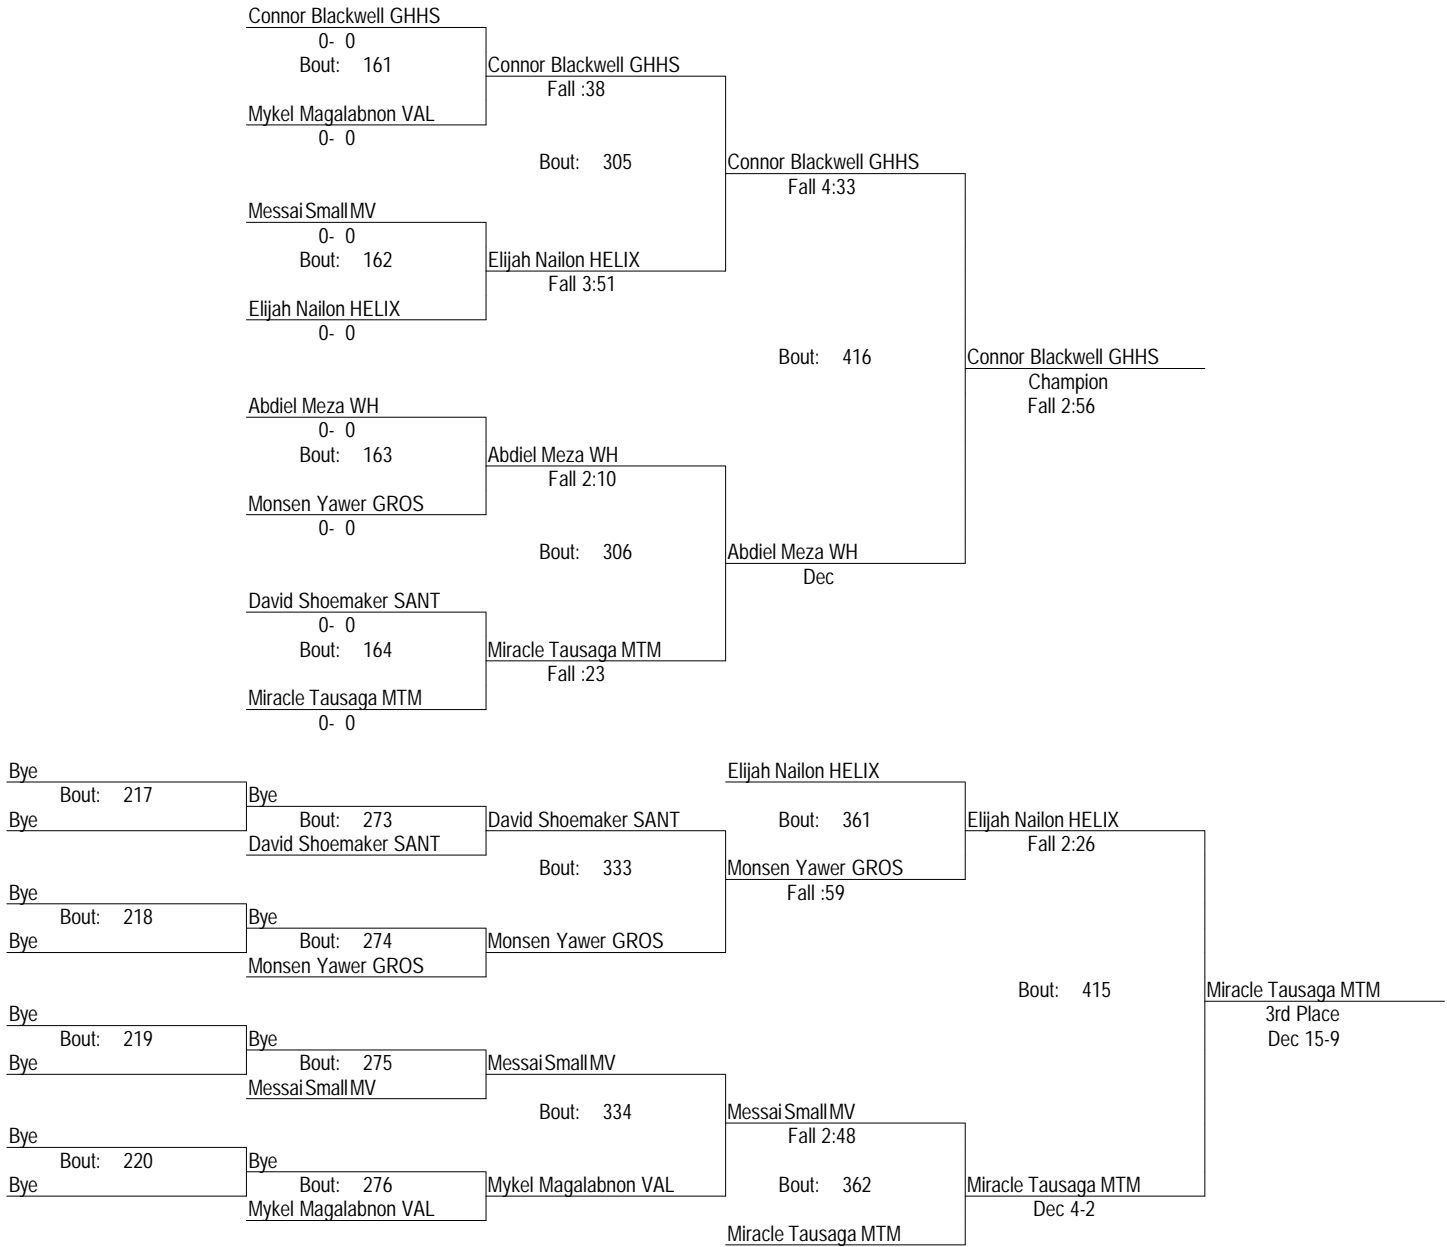 Connor Blackwell GHHS
0- 0
Bout: 161
Connor Blackwell GHHS
Fall :38
Mykel Magalabnon VAL
0- 0
Bout: 305
Connor Blackwell GHHS
Fall 4:33
Messai Small MV
0- 0
Bout: 162
Elijah Nailon HELIX
Fall 3:51
Elijah Nailon HELIX
0- 0
Bout: 416
Connor Blackwell GHHS
Champion
Fall 2:56
Abdiel Meza WH
0- 0
Bout: 163
Abdiel Meza WH
Fall 2:10
Monsen Yawer GROS
0- 0
Bout: 306
Abdiel Meza WH
Dec
David Shoemaker SANT
0- 0
Bout: 164
Miracle Tausaga MTM
Fall :23
Miracle Tausaga MTM
0- 0
Bye
Elijah Nailon HELIX
Bout: 217
Bye
Bye
Bout: 273
David Shoemaker SANT
Bout: 361
Elijah Nailon HELIX
David Shoemaker SANT
Fall 2:26
Bout: 333
Monsen Yawer GROS
Fall :59
Bye
Bout: 218
Bye
Bye
Bout: 274
Monsen Yawer GROS
Monsen Yawer GROS
Bout: 415
Miracle Tausaga MTM
3rd Place
Dec 15-9
Bye
Bout: 219
Bye
Bye
Bout: 275
Messai Small MV
Messai Small MV
Bout: 334
Messai Small MV
Fall 2:48
Bye
Bout: 220
Bye
Bye
Bout: 276
Mykel Magalabnon VAL
Bout: 362
Miracle Tausaga MTM
Dec 4-2
Mykel Magalabnon VAL
Miracle Tausaga MTM